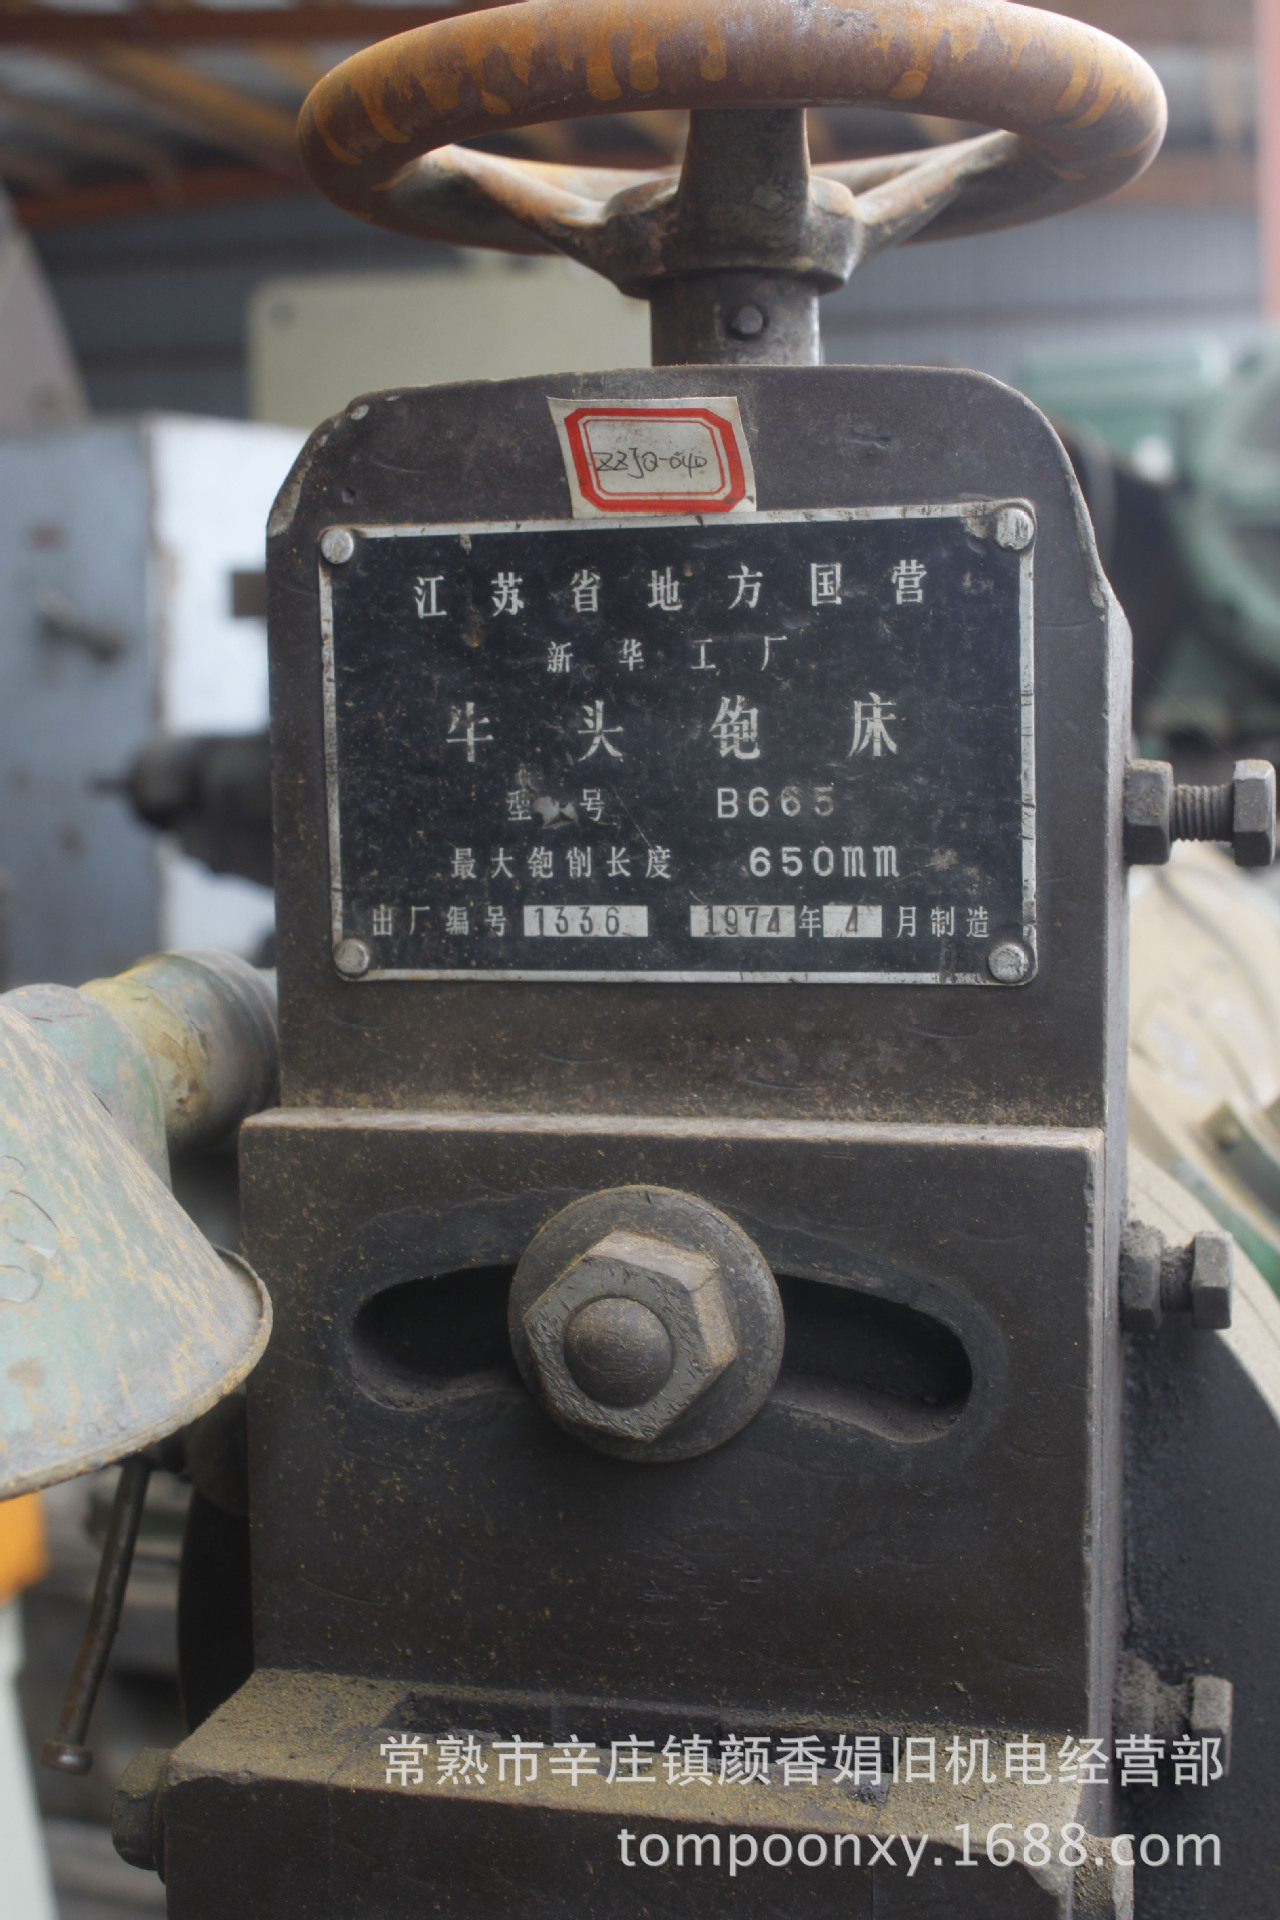 ZZJQ-040
江苏省地方国营
新华工厂
牛头铇床
型号 B665
最大铇削长度 650mm
出厂编号 1336 1974年4月制造
常熟市辛庄镇颜香娟旧机电经营部
tompoonxy.1688.com